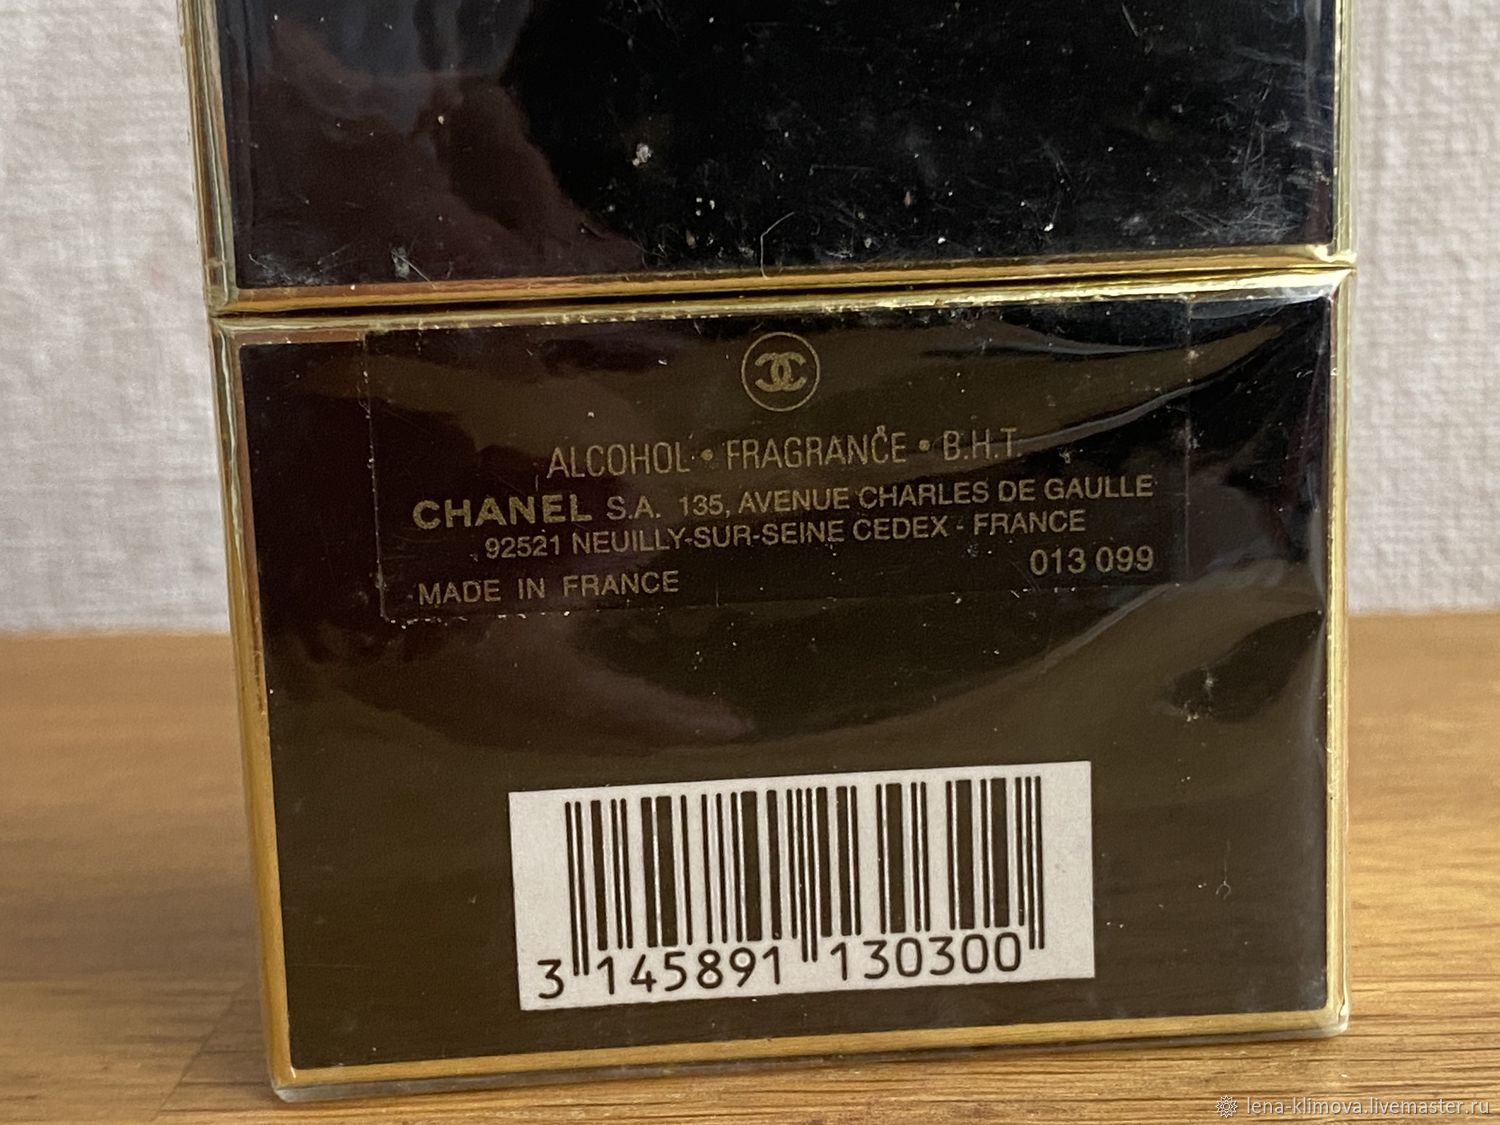 ALCOHOL • FRAGRANCE • B.H.T.
CHANEL S.A. 135, AVENUE CHARLES DE GAULLE
92521 NEUILLY-SUR-SEINE CEDEX - FRANCE
013 099
MADE IN FRANCE
3 145891 130300
lena-klimova.livemaster.ru